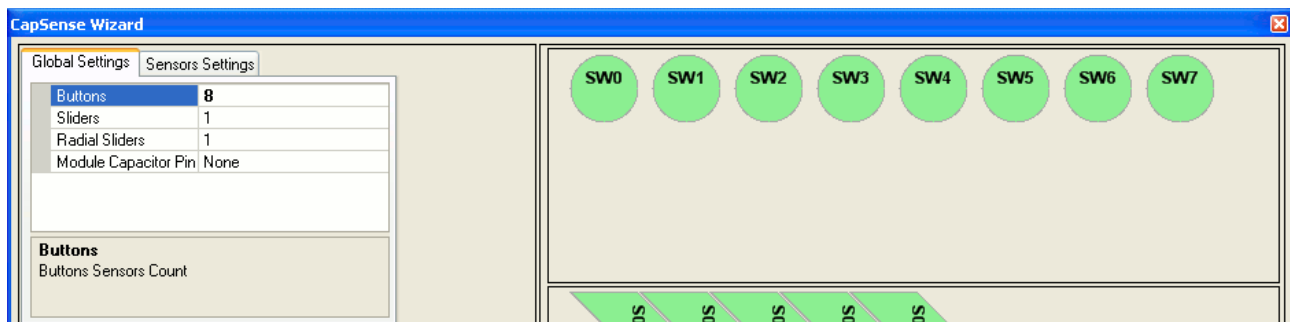 CapSense Wizard
Global Settings Sensors Settings
Buttons 8
Sliders 1
Radial Sliders 1
Module Capacitor Pin None
Buttons
Buttons Sensors Count
SW0 SW1 SW2 SW3 SW4 SW5 SW6 SW7